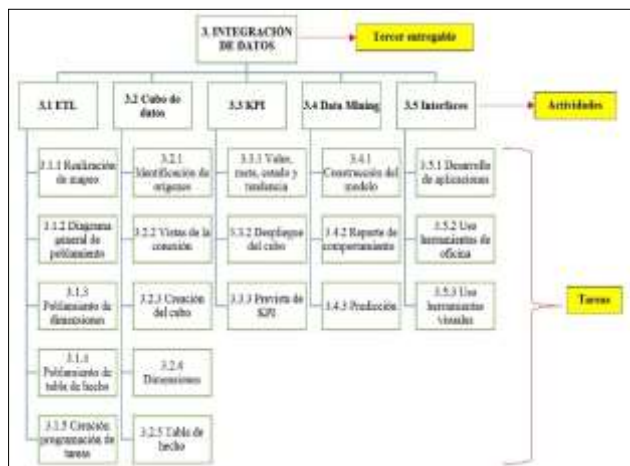 3. INTEGRACIÓN
DE DATOS
Tercer entregable
3.1 ETL
3.2 Cubo de
datos
3.3 KPI
3.4 Data Mining
3.5 Interfaces
Actividades
3.1.1 Realización
de mapeo
3.2.1
Identificación de
orígenes
3.3.1 Valor,
meta, estado y
tendencia
3.4.1
Construcción del
modelo
3.5.1 Desarrollo
de aplicaciones
3.1.2 Diagrama
general de
poblamiento
3.2.2 Vistas de la
conexión
3.3.2 Despliegue
del cubo
3.4.2 Reporte de
comportamiento
3.5.2 Uso
herramientas de
oficina
3.1.3
Poblamiento de
dimensiones
3.2.3 Creación
del cubo
3.3.3 Prevista de
KPI
3.4.3 Predicción
3.5.3 Uso
herramientas
visuales
Tareas
3.1.4
Poblamiento de
tabla de hecho
3.2.4
Dimensiones
3.1.5 Creación
programación de
tareas
3.2.5 Tabla de
hecho